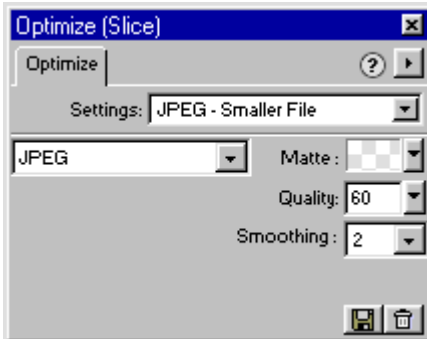 Optimize (Slice)
Optimize
?
Settings: JPEG - Smaller File
JPEG
Matte :
Quality: 60
Smoothing : 2